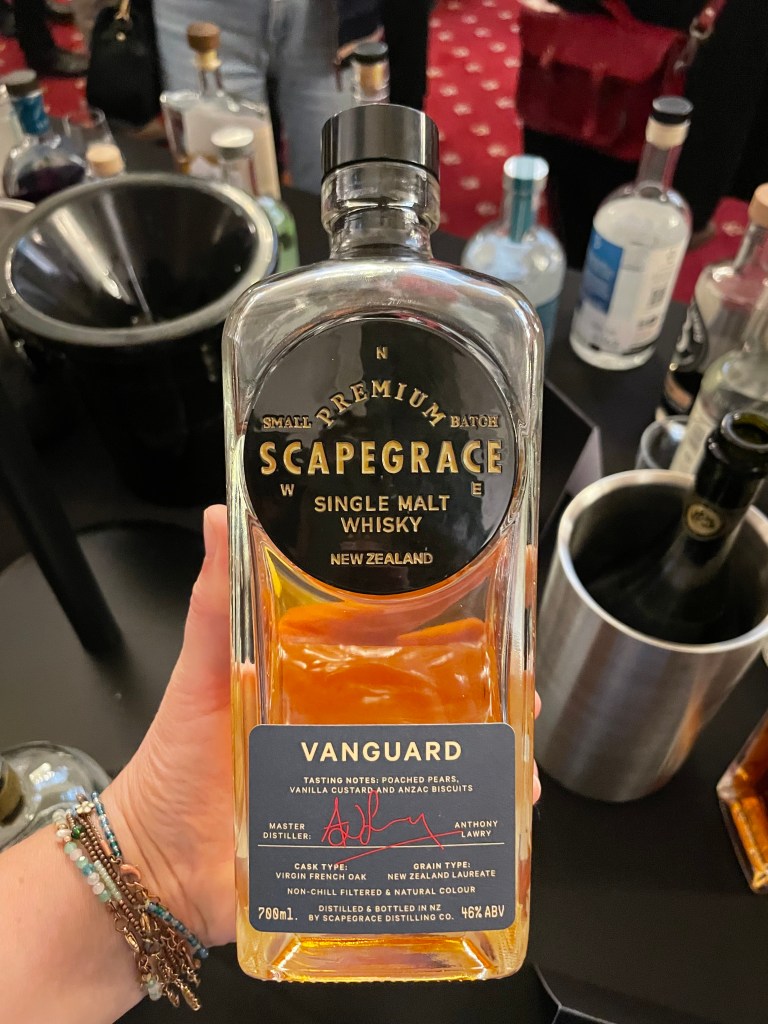 N
PREMIUM
SMALL BATCH
SCAPEGRACE
W E
SINGLE MALT
WHISKY
NEW ZEALAND
VANGUARD
TASTING NOTES: POACHED PEARS,
VANILLA CUSTARD AND ANZAC BISCUITS
MASTER DISTILLER: ANTHONY LAWRY
CASK TYPE: GRAIN TYPE:
VIRGIN FRENCH OAK NEW ZEALAND LAUREATE
NON-CHILL FILTERED & NATURAL COLOUR
700ml. DISTILLED & BOTTLED IN NZ
BY SCAPEGRACE DISTILLING CO. 46% ABV